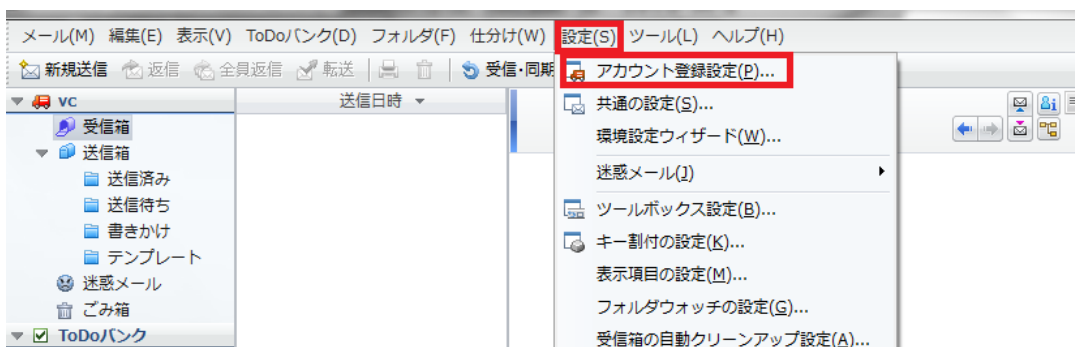 メール(M) 編集(E) 表示(V) ToDoバンク(D) フォルダ(F) 仕分け(W) 設定(S) ツール(L) ヘルプ(H)
新規送信 返信 全員返信 転送 受信・同期
アカウント登録設定(P)...
VC
送信日時
共通の設定(S)...
受信箱
環境設定ウィザード(W)...
送信箱
送信済み
迷惑メール(J)
送信待ち
ツールボックス設定(B)...
書きかけ
キー割付の設定(K)...
テンプレート
表示項目の設定(M)...
迷惑メール
ごみ箱
フォルダウォッチの設定(G)...
ToDoバンク
受信箱の自動クリーンアップ設定(A)...